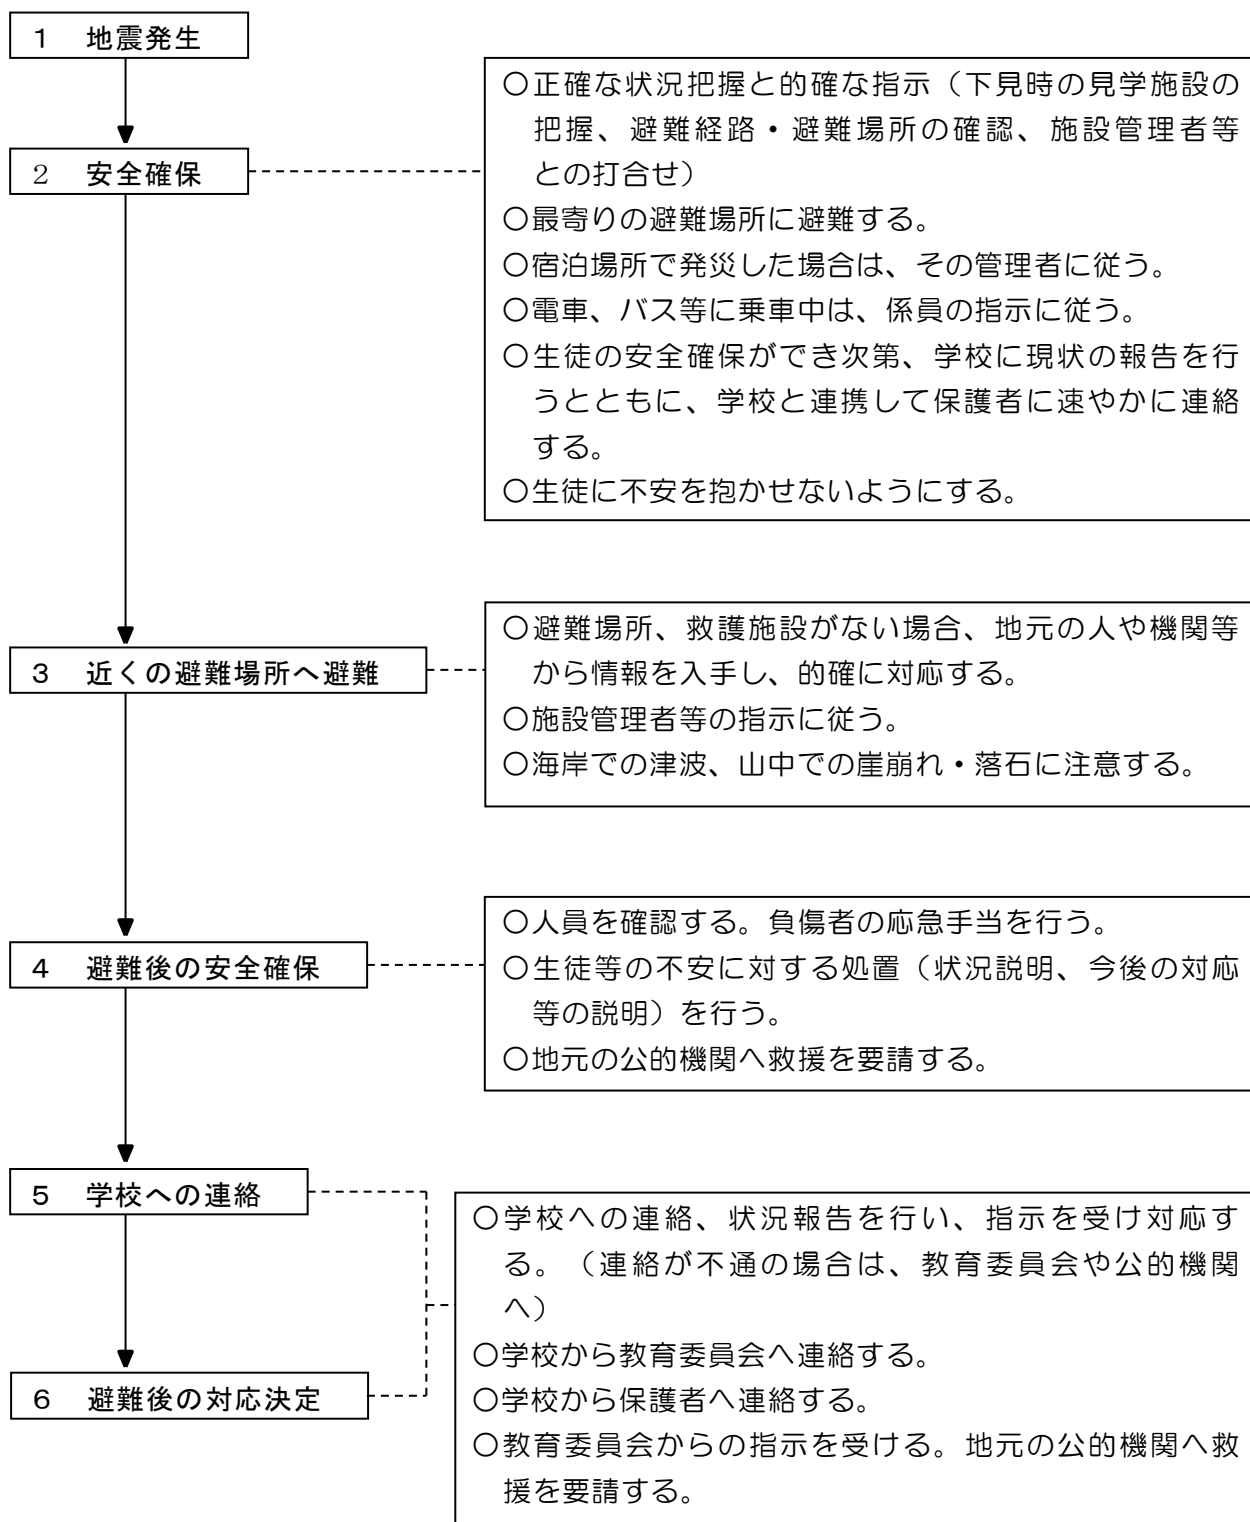 １　地震発生
２　安全確保
〇正確な状況把握と的確な指示（下見時の見学施設の
把握、避難経路・避難場所の確認、施設管理者等
との打合せ）
〇最寄りの避難場所に避難する。
〇宿泊場所で発災した場合は、その管理者に従う。
〇電車、バス等に乗車中は、係員の指示に従う。
〇生徒の安全確保ができ次第、学校に現状の報告を行
うとともに、学校と連携して保護者に速やかに連絡
する。
〇生徒に不安を抱かせないようにする。
３　近くの避難場所へ避難
〇避難場所、救護施設がない場合、地元の人や機関等
から情報を入手し、的確に対応する。
〇施設管理者等の指示に従う。
〇海岸での津波、山中での崖崩れ・落石に注意する。
４　避難後の安全確保
〇人員を確認する。負傷者の応急手当を行う。
〇生徒等の不安に対する処置（状況説明、今後の対応
等の説明）を行う。
〇地元の公的機関へ救援を要請する。
５　学校への連絡
６　避難後の対応決定
〇学校への連絡、状況報告を行い、指示を受け対応す
る。（連絡が不通の場合は、教育委員会や公的機関
へ）
〇学校から教育委員会へ連絡する。
〇学校から保護者へ連絡する。
〇教育委員会からの指示を受ける。地元の公的機関へ救
援を要請する。